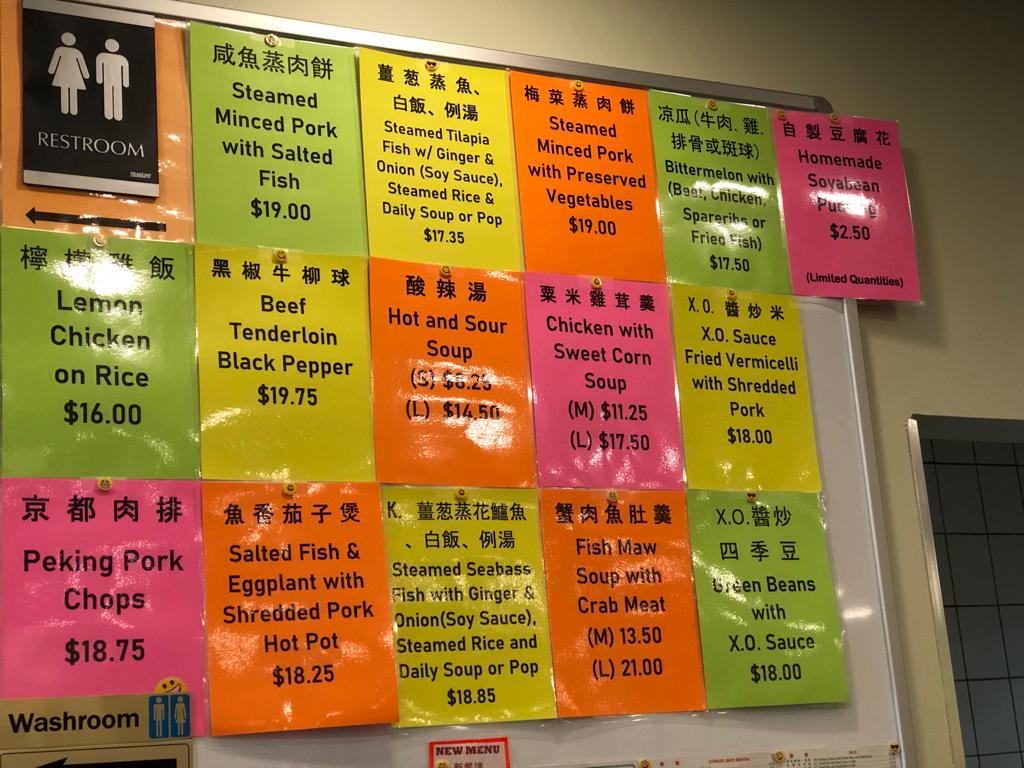 RESTROOM
咸魚蒸肉餅
Steamed
Minced Pork
with Salted
Fish
$19.00
薑葱蒸魚、
白飯、例湯
Steamed Tilapia
Fish w/ Ginger &
Onion (Soy Sauce),
Steamed Rice &
Daily Soup or Pop
$17.35
梅菜蒸肉餅
Steamed
Minced Pork
with Preserved
Vegetables
$19.00
凉瓜(牛肉、雞、
排骨或斑球)
Bittermelon with
(Beef, Chicken,
Spareribs or
Fried Fish)
$17.50
自製豆腐花
Homemade
Soyabean
Pudding
$2.50
(Limited Quantities)
檸檬雞飯
Lemon
Chicken
on Rice
$16.00
黑椒牛柳球
Beef
Tenderloin
Black Pepper
$19.75
酸辣湯
Hot and Sour
Soup
(S) $8.25
(L) $14.50
粟米雞茸羹
Chicken with
Sweet Corn
Soup
(M) $11.25
(L) $17.50
X.O. 醬炒米
X.O. Sauce
Fried Vermicelli
with Shredded
Pork
$18.00
京都肉排
Peking Pork
Chops
$18.75
魚香茄子煲
Salted Fish &
Eggplant with
Shredded Pork
Hot Pot
$18.25
K. 薑葱蒸花鱸魚
、白飯、例湯
Steamed Seabass
Fish with Ginger &
Onion(Soy Sauce),
Steamed Rice and
Daily Soup or Pop
$18.85
蟹肉魚肚羹
Fish Maw
Soup with
Crab Meat
(M) 13.50
(L) 21.00
X.O.醬炒
四季豆
Green Beans
with
X.O. Sauce
$18.00
Washroom
NEW MENU